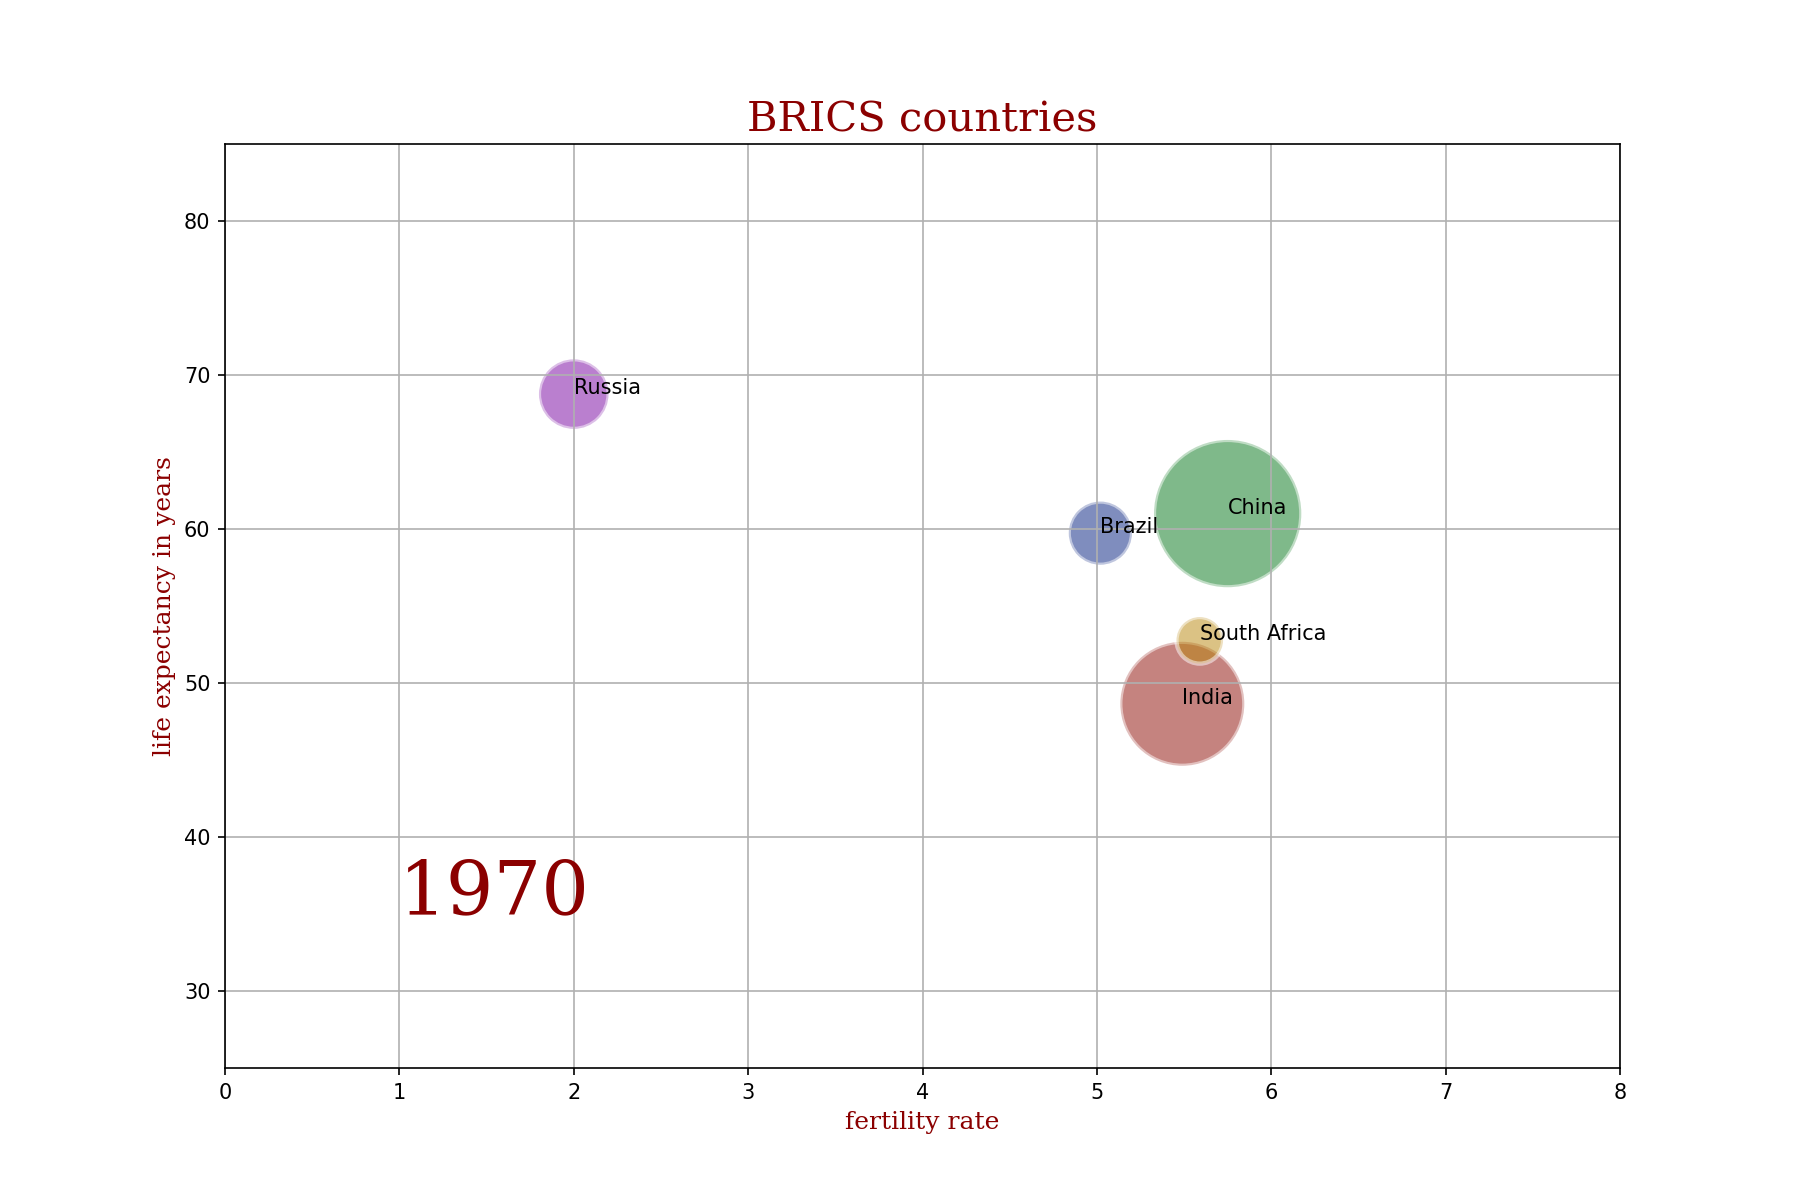 BRICS countries
80
70
60
50
40
30
life expectancy in years
Russia
China
Brazil
South Africa
India
1970
0 1 2 3 4 5 6 7 8
fertility rate